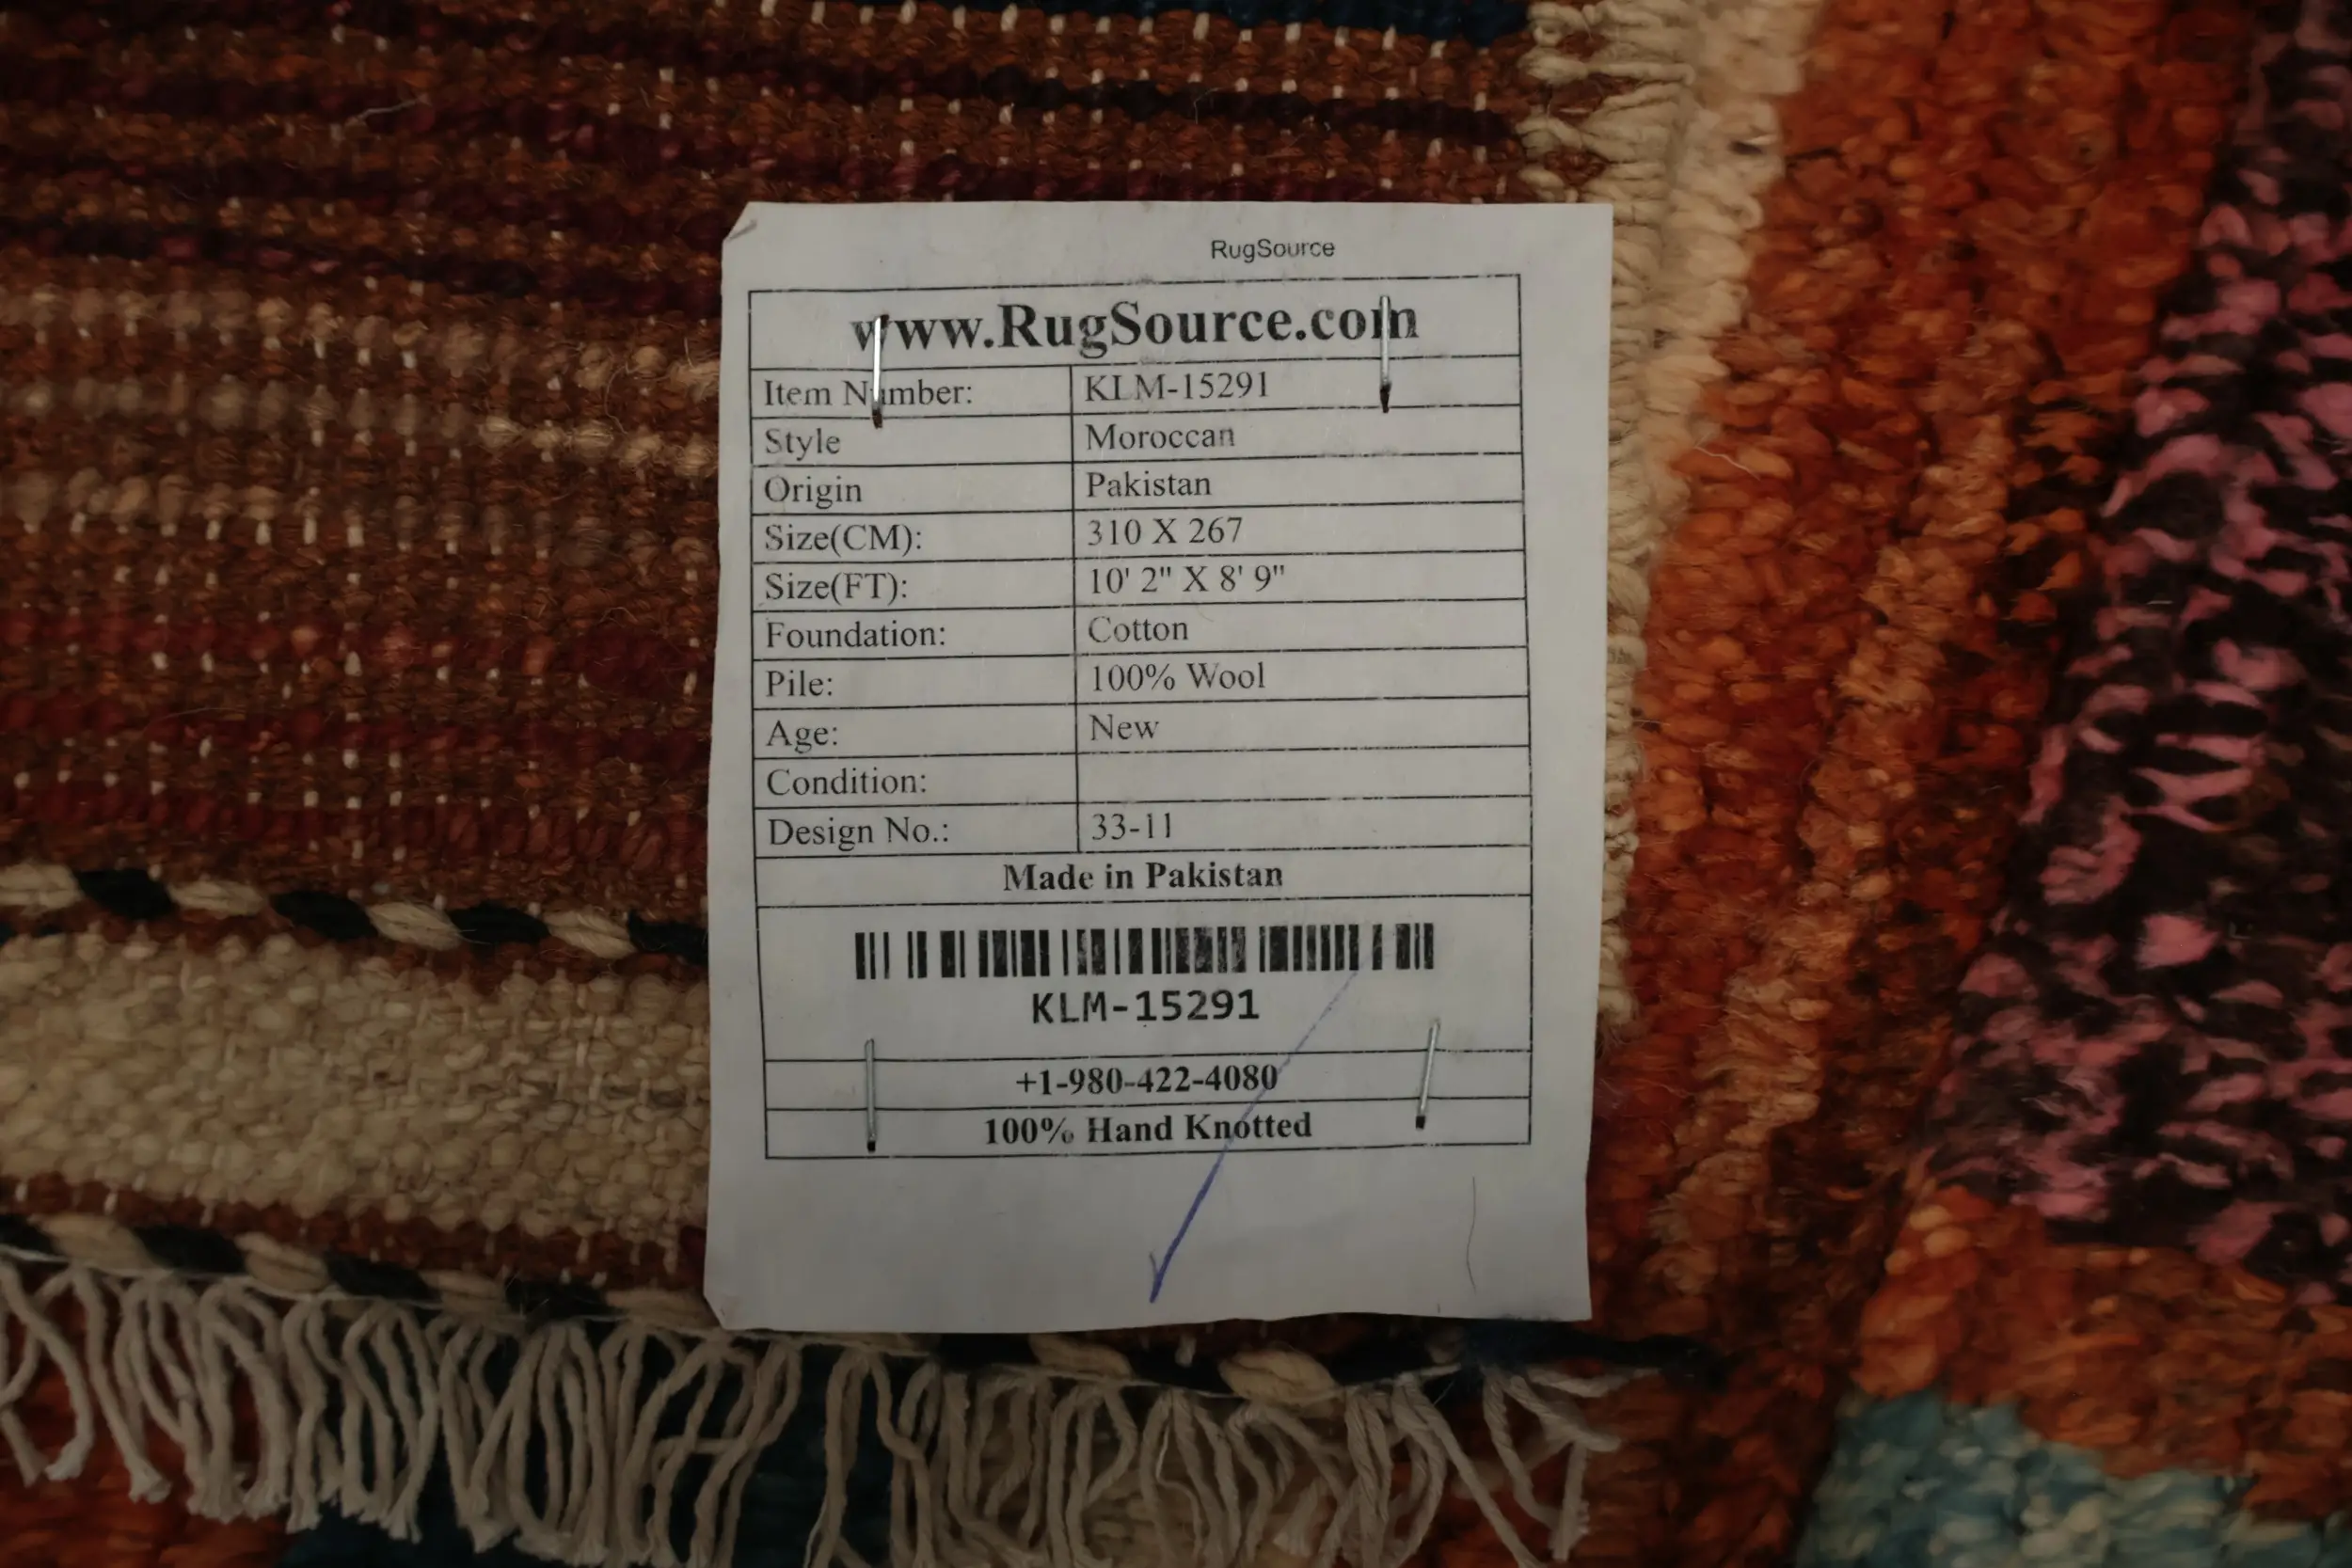 RugSource
www.RugSource.com
Item Number: KLM-15291
Style Moroccan
Origin Pakistan
Size(CM): 310 X 267
Size(FT): 10' 2" X 8' 9"
Foundation: Cotton
Pile: 100% Wool
Age: New
Condition:
Design No.: 33-11
Made in Pakistan
KLM-15291
+1-980-422-4080
100% Hand Knotted